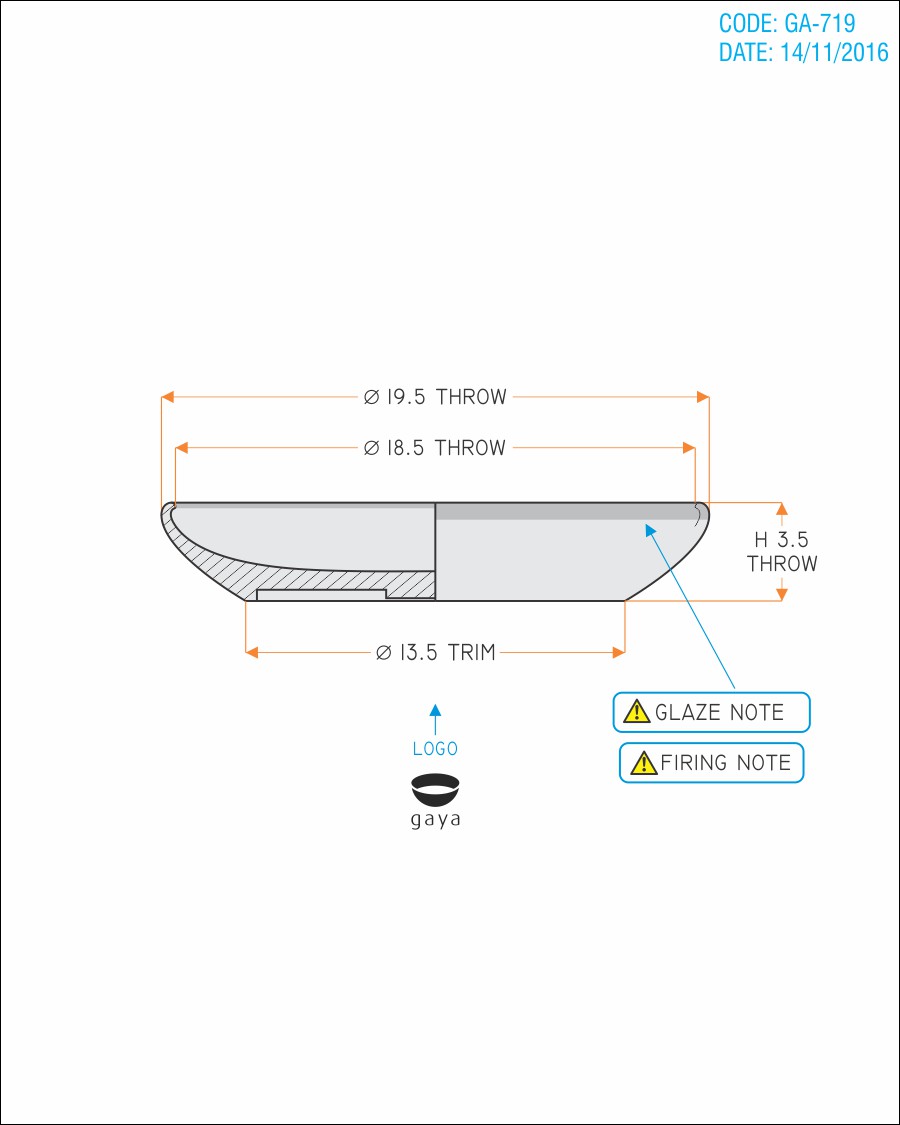 CODE: GA-719
DATE: 14/11/2016
Ø 19.5 THROW
Ø 18.5 THROW
H 3.5
THROW
Ø 13.5 TRIM
GLAZE NOTE
LOGO
FIRING NOTE
gaya